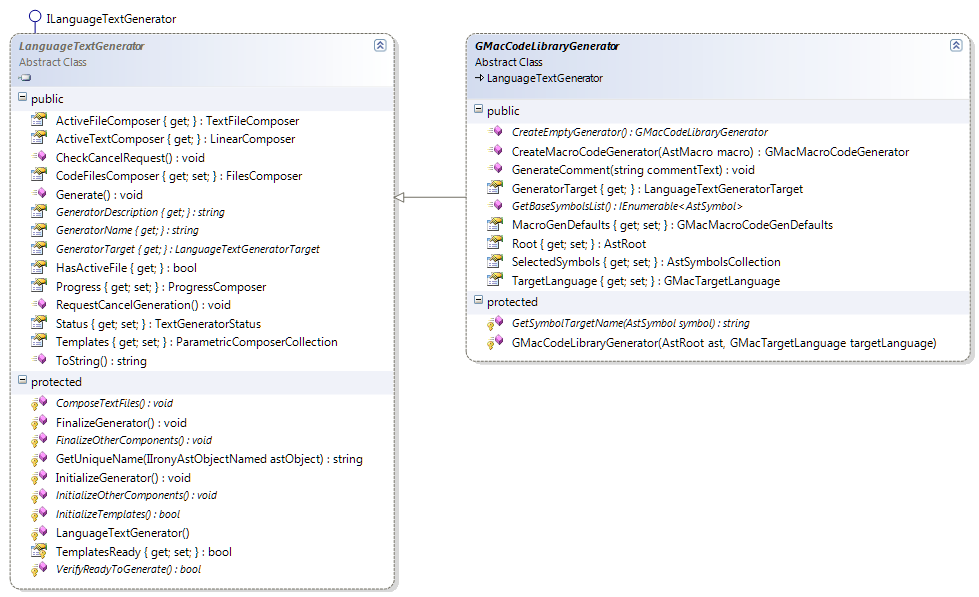 ILanguageTextGenerator
LanguageTextGenerator
Abstract Class
public
ActiveFileComposer { get; } : TextFileComposer
ActiveTextComposer { get; } : LinearComposer
CheckCancelRequest() : void
CodeFilesComposer { get; set; } : FilesComposer
Generate() : void
GeneratorDescription { get; } : string
GeneratorName { get; } : string
GeneratorTarget { get; } : LanguageTextGeneratorTarget
HasActiveFile { get; } : bool
Progress { get; set; } : ProgressComposer
RequestCancelGeneration() : void
Status { get; set; } : TextGeneratorStatus
Templates { get; set; } : ParametricComposerCollection
ToString() : string
protected
ComposeTextFiles() : void
FinalizeGenerator() : void
FinalizeOtherComponents() : void
GetUniqueName(IIronyAstObjectNamed astObject) : string
InitializeGenerator() : void
InitializeOtherComponents() : void
InitializeTemplates() : bool
LanguageTextGenerator()
TemplatesReady { get; set; } : bool
VerifyReadyToGenerate() : bool
GMacCodeLibraryGenerator
Abstract Class
LanguageTextGenerator
public
CreateEmptyGenerator() : GMacCodeLibraryGenerator
CreateMacroCodeGenerator(AstMacro macro) : GMacMacroCodeGenerator
GenerateComment(string commentText) : void
GeneratorTarget { get; } : LanguageTextGeneratorTarget
GetBaseSymbolsList() : IEnumerable<AstSymbol>
MacroGenDefaults { get; set; } : GMacMacroCodeGenDefaults
Root { get; set; } : AstRoot
SelectedSymbols { get; set; } : AstSymbolsCollection
TargetLanguage { get; set; } : GMacTargetLanguage
protected
GetSymbolTargetName(AstSymbol symbol) : string
GMacCodeLibraryGenerator(AstRoot ast, GMacTargetLanguage targetLanguage)